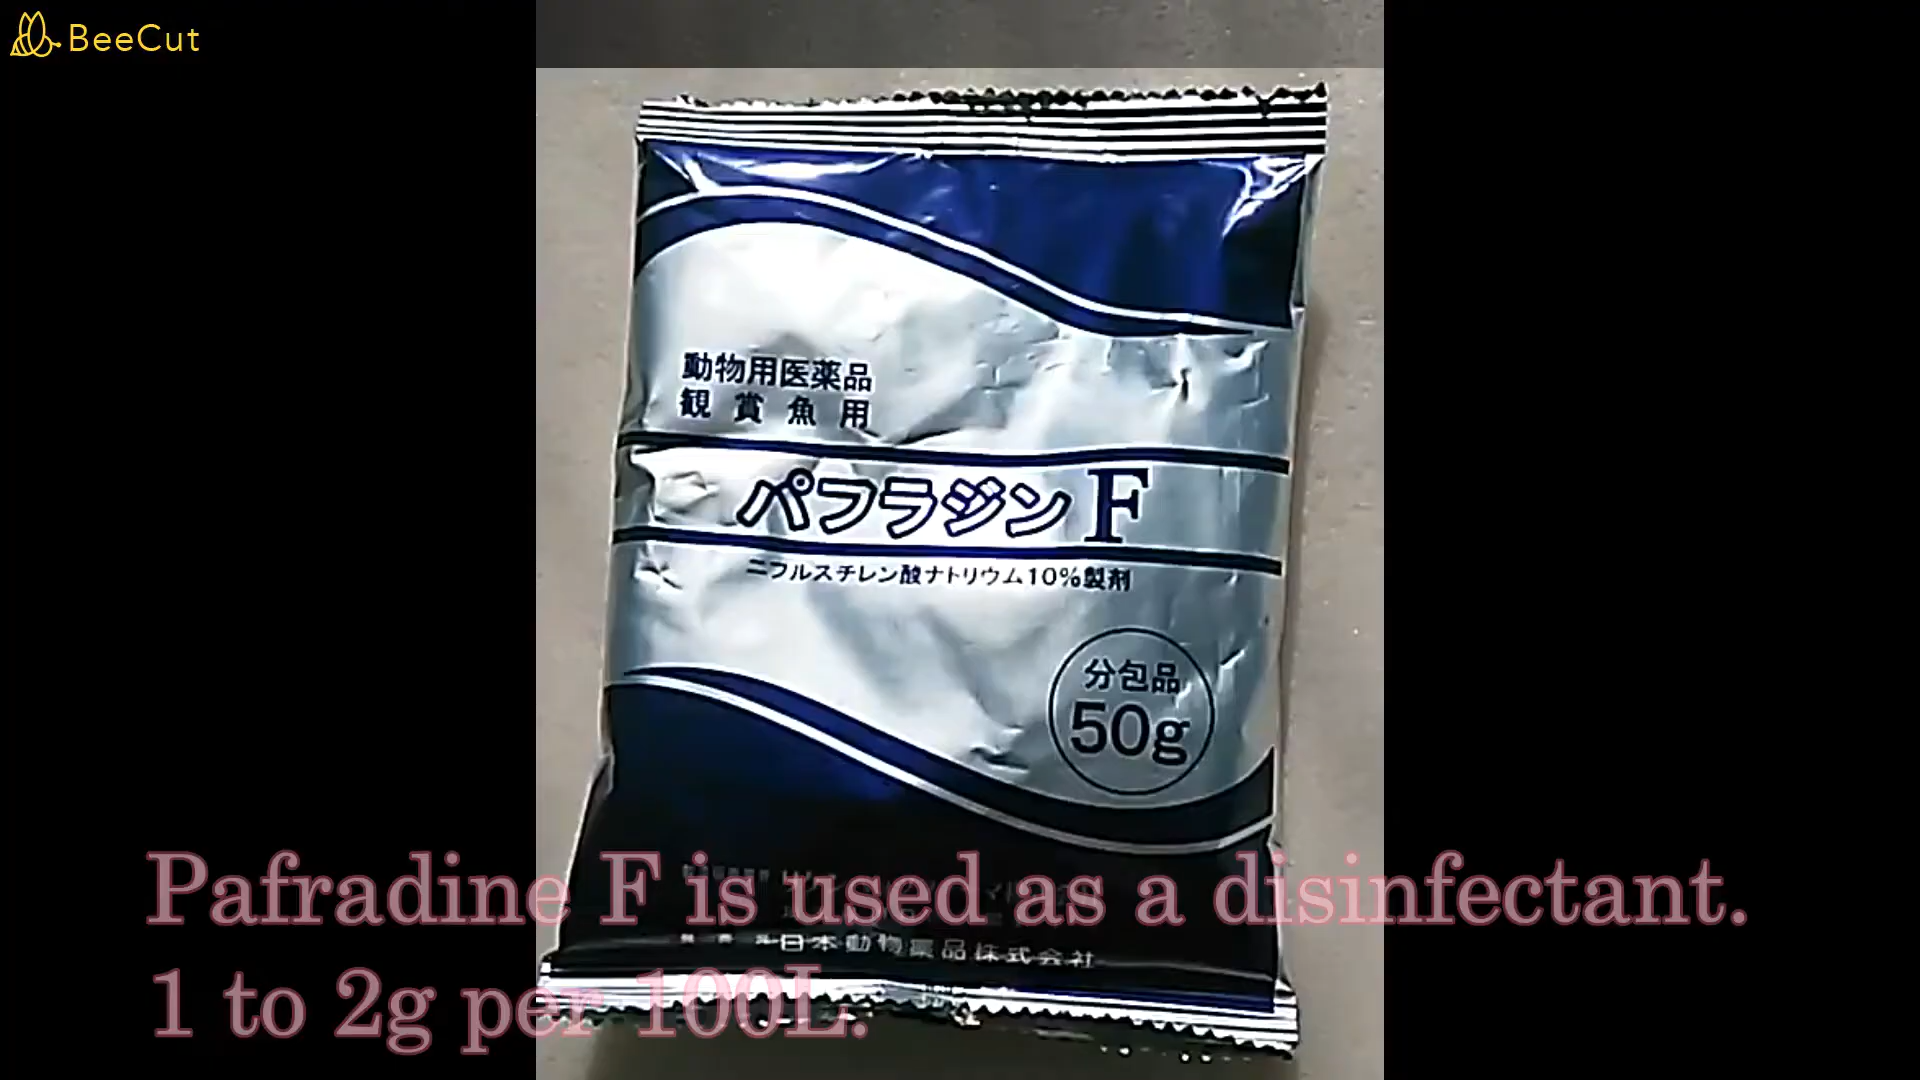 BeeCut
動物用医薬品
観賞魚用
パフラジンF
ニフルスチレン酸ナトリウム10%製剤
分包品
50g
Pafradine F is used as a disinfectant.
日本動物薬品株式会社
1 to 2g per 100L.